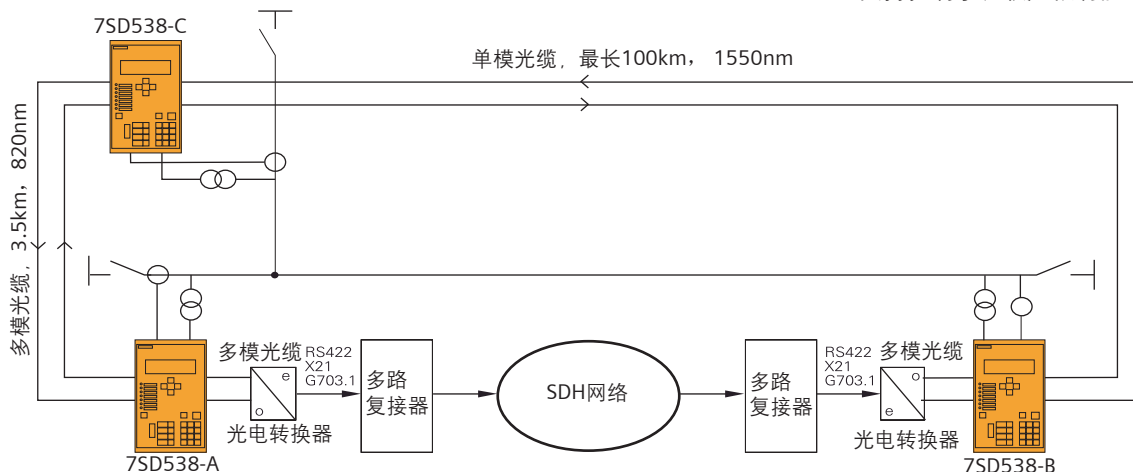 7SD538-C
单模光缆，最长100km， 1550nm
多模光缆，3.5km，820nm
多模光缆
RS422
X21
G703.1
e
o
光电转换器
多路
复接器
SDH网络
多路
复接器
RS422
X21
G703.1
多模光缆
o
e
光电转换器
7SD538-A
7SD538-B